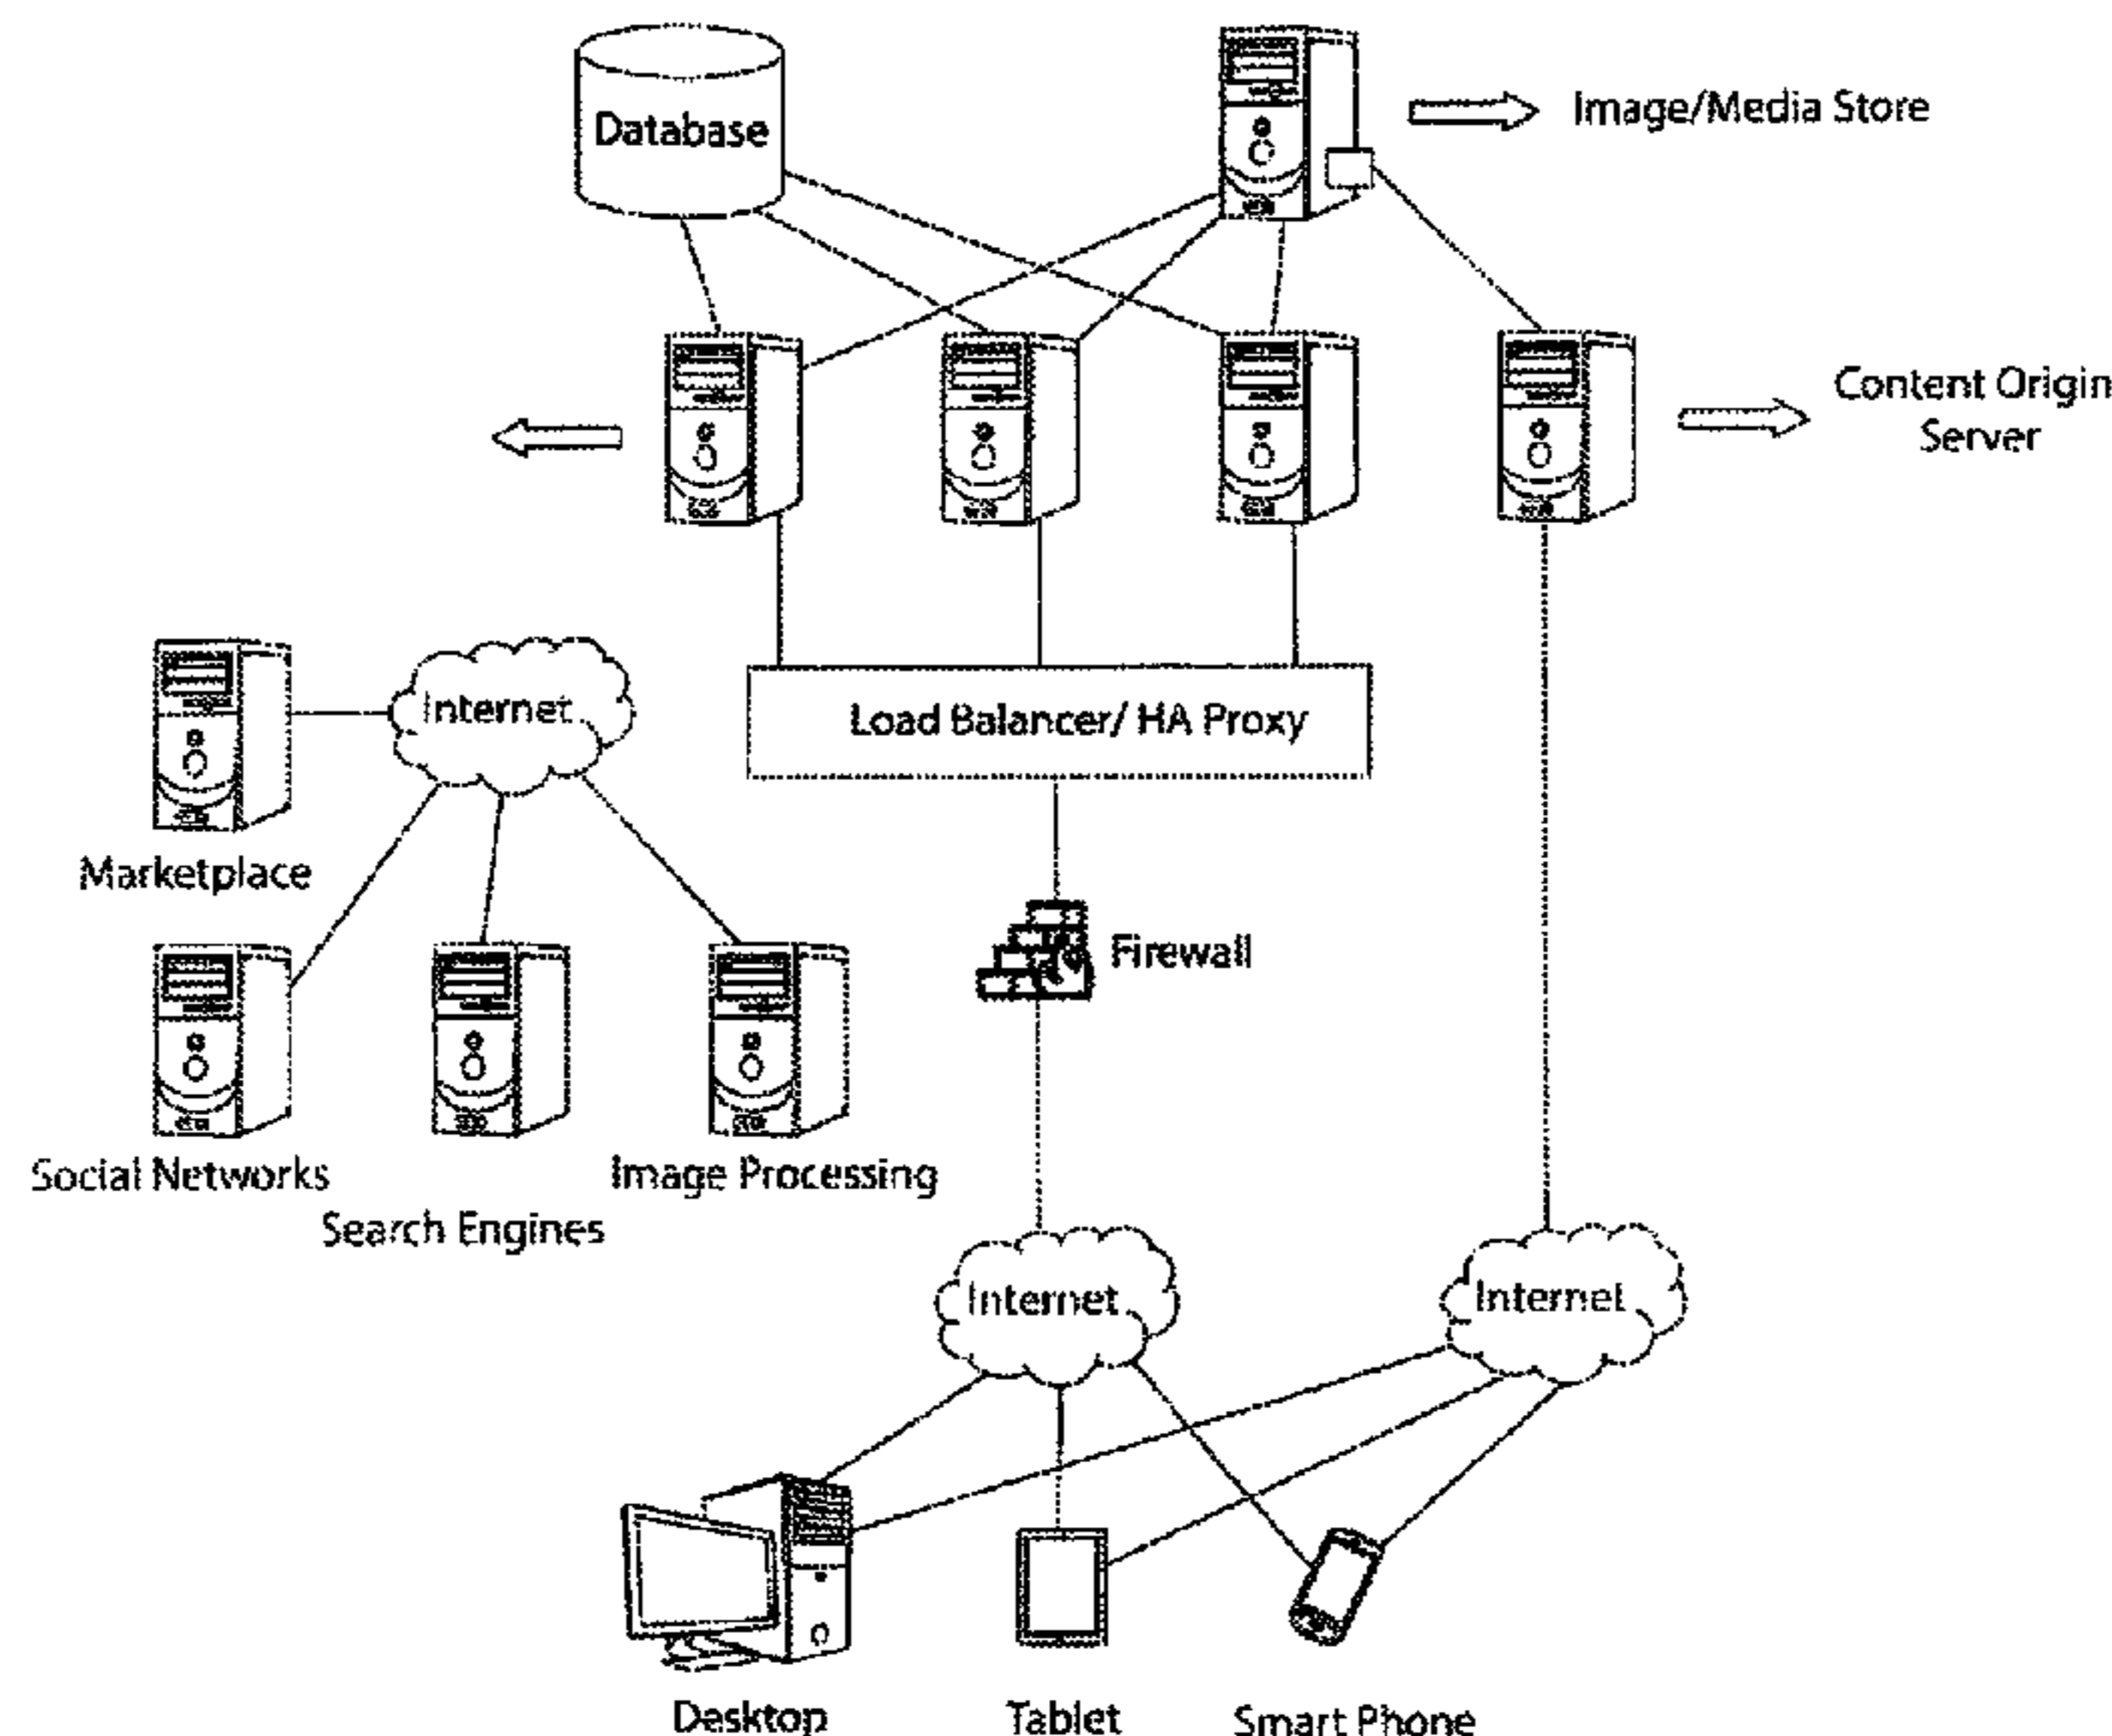 Database
Image/Media Store
Content Origin
Server
Internet
Load Balancer/ HA Proxy
Marketplace
Firewall
Social Networks
Image Processing
Search Engines
Internet
Internet
Desktop
Tablet
Smart Phone